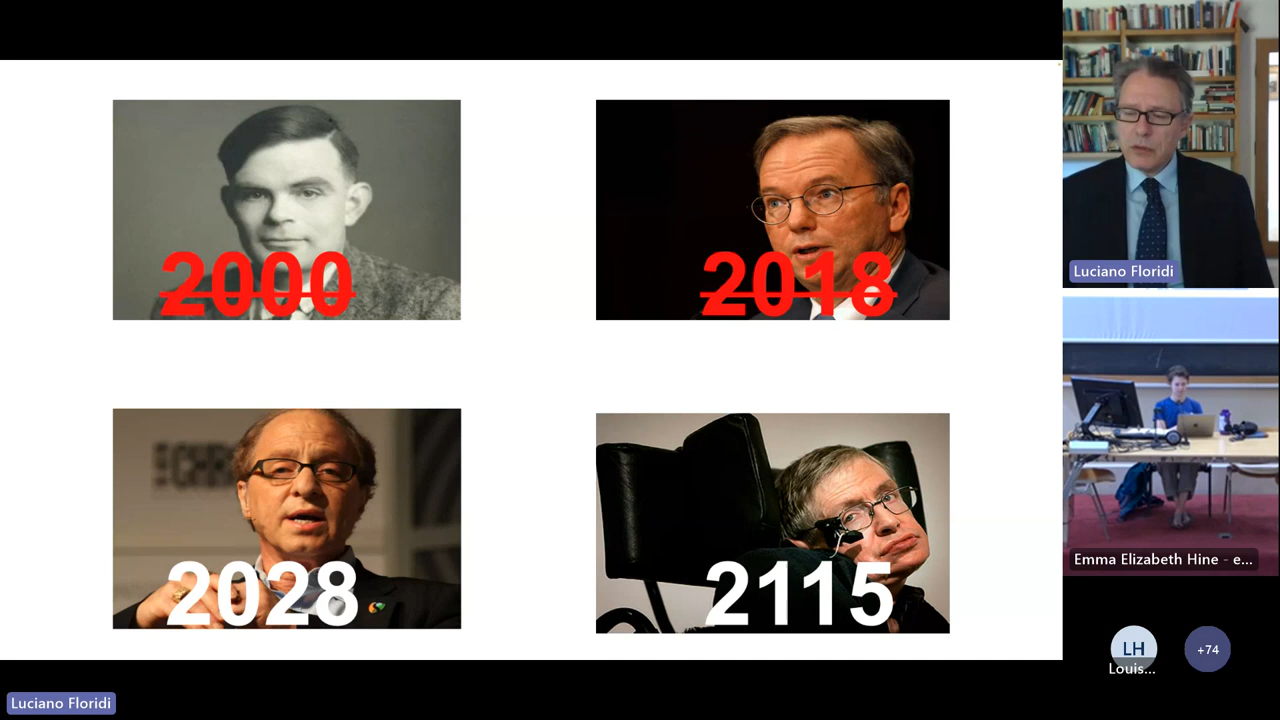 2000
2018
2028
2115
Luciano Floridi
Emma Elizabeth Hine - e...
LH
Louis...
+74
Luciano Floridi